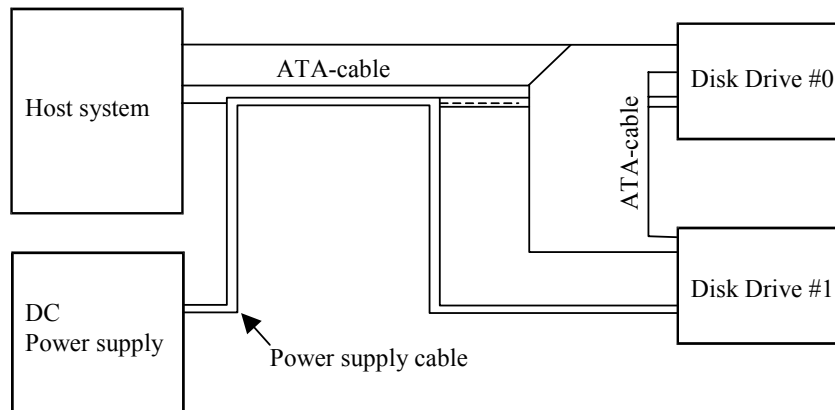 ATA-cable
Host system
Disk Drive #0
ATA-cable
DC
Power supply
Disk Drive #1
Power supply cable